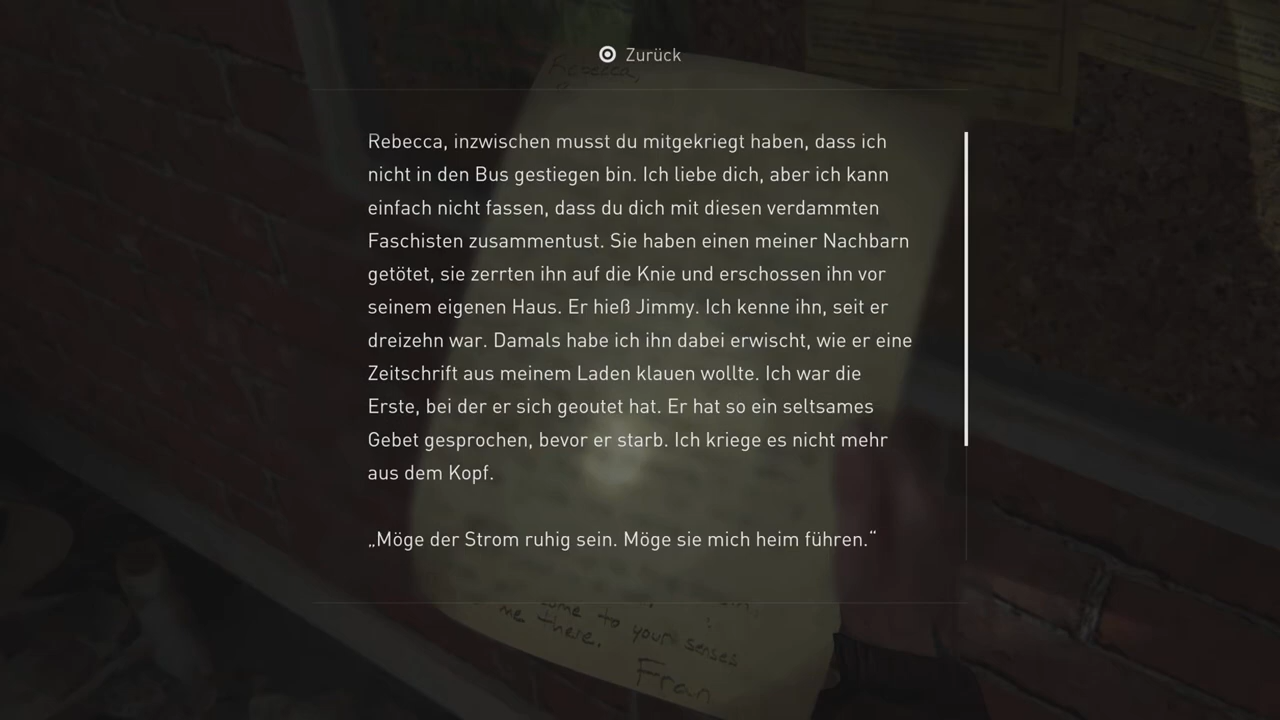 Zurück
Rebecca,
Rebecca, inzwischen musst du mitgekriegt haben, dass ich
nicht in den Bus gestiegen bin. Ich liebe dich, aber ich kann
einfach nicht fassen, dass du dich mit diesen verdammten
Faschisten zusammentust. Sie haben einen meiner Nachbarn
getötet, sie zerrten ihn auf die Knie und erschossen ihn vor
seinem eigenen Haus. Er hieß Jimmy. Ich kenne ihn, seit er
dreizehn war. Damals habe ich ihn dabei erwischt, wie er eine
Zeitschrift aus meinem Laden klauen wollte. Ich war die
Erste, bei der er sich geoutet hat. Er hat so ein seltsames
Gebet gesprochen, bevor er starb. Ich kriege es nicht mehr
aus dem Kopf.
„Möge der Strom ruhig sein. Möge sie mich heim führen.“
come to your senses
me there.
Fran